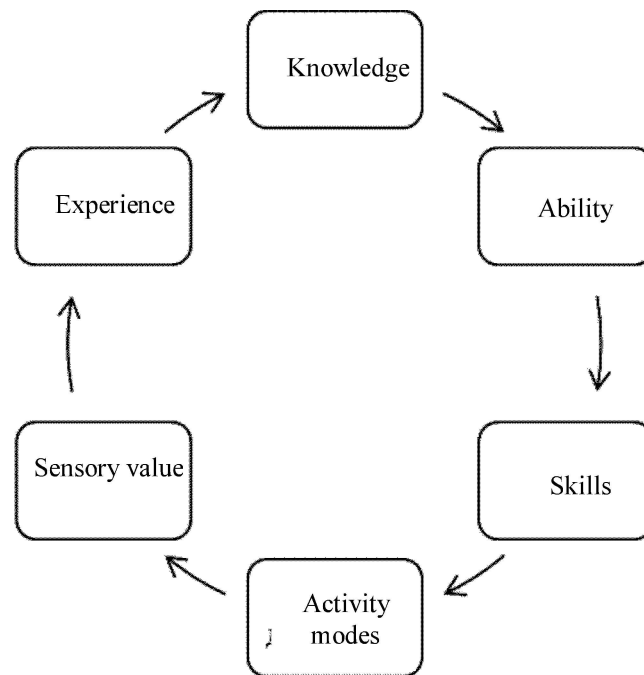 Knowledge
Ability
Skills
Activity
modes
Sensory value
Experience